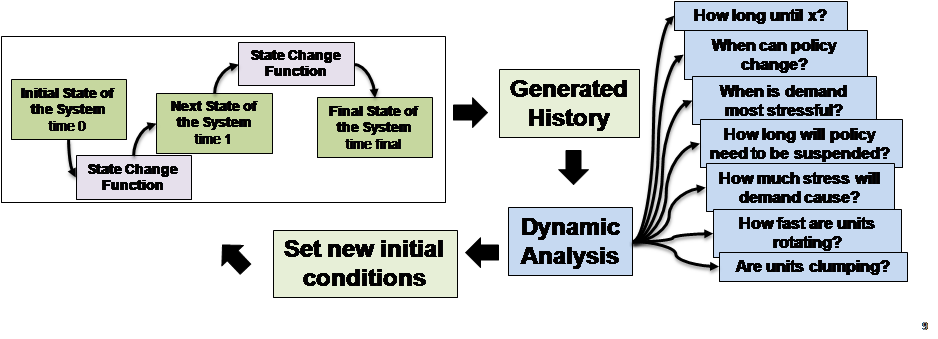 Initial State of
the System
time 0
State Change
Function
Next State of
the System
time 1
State Change
Function
Final State of
the System
time final
Generated
History
Dynamic
Analysis
How long until x?
When can policy
change?
When is demand
most stressful?
How long will policy
need to be suspended?
How much stress will
demand cause?
How fast are units
rotating?
Are units clumping?
Set new initial
conditions
9